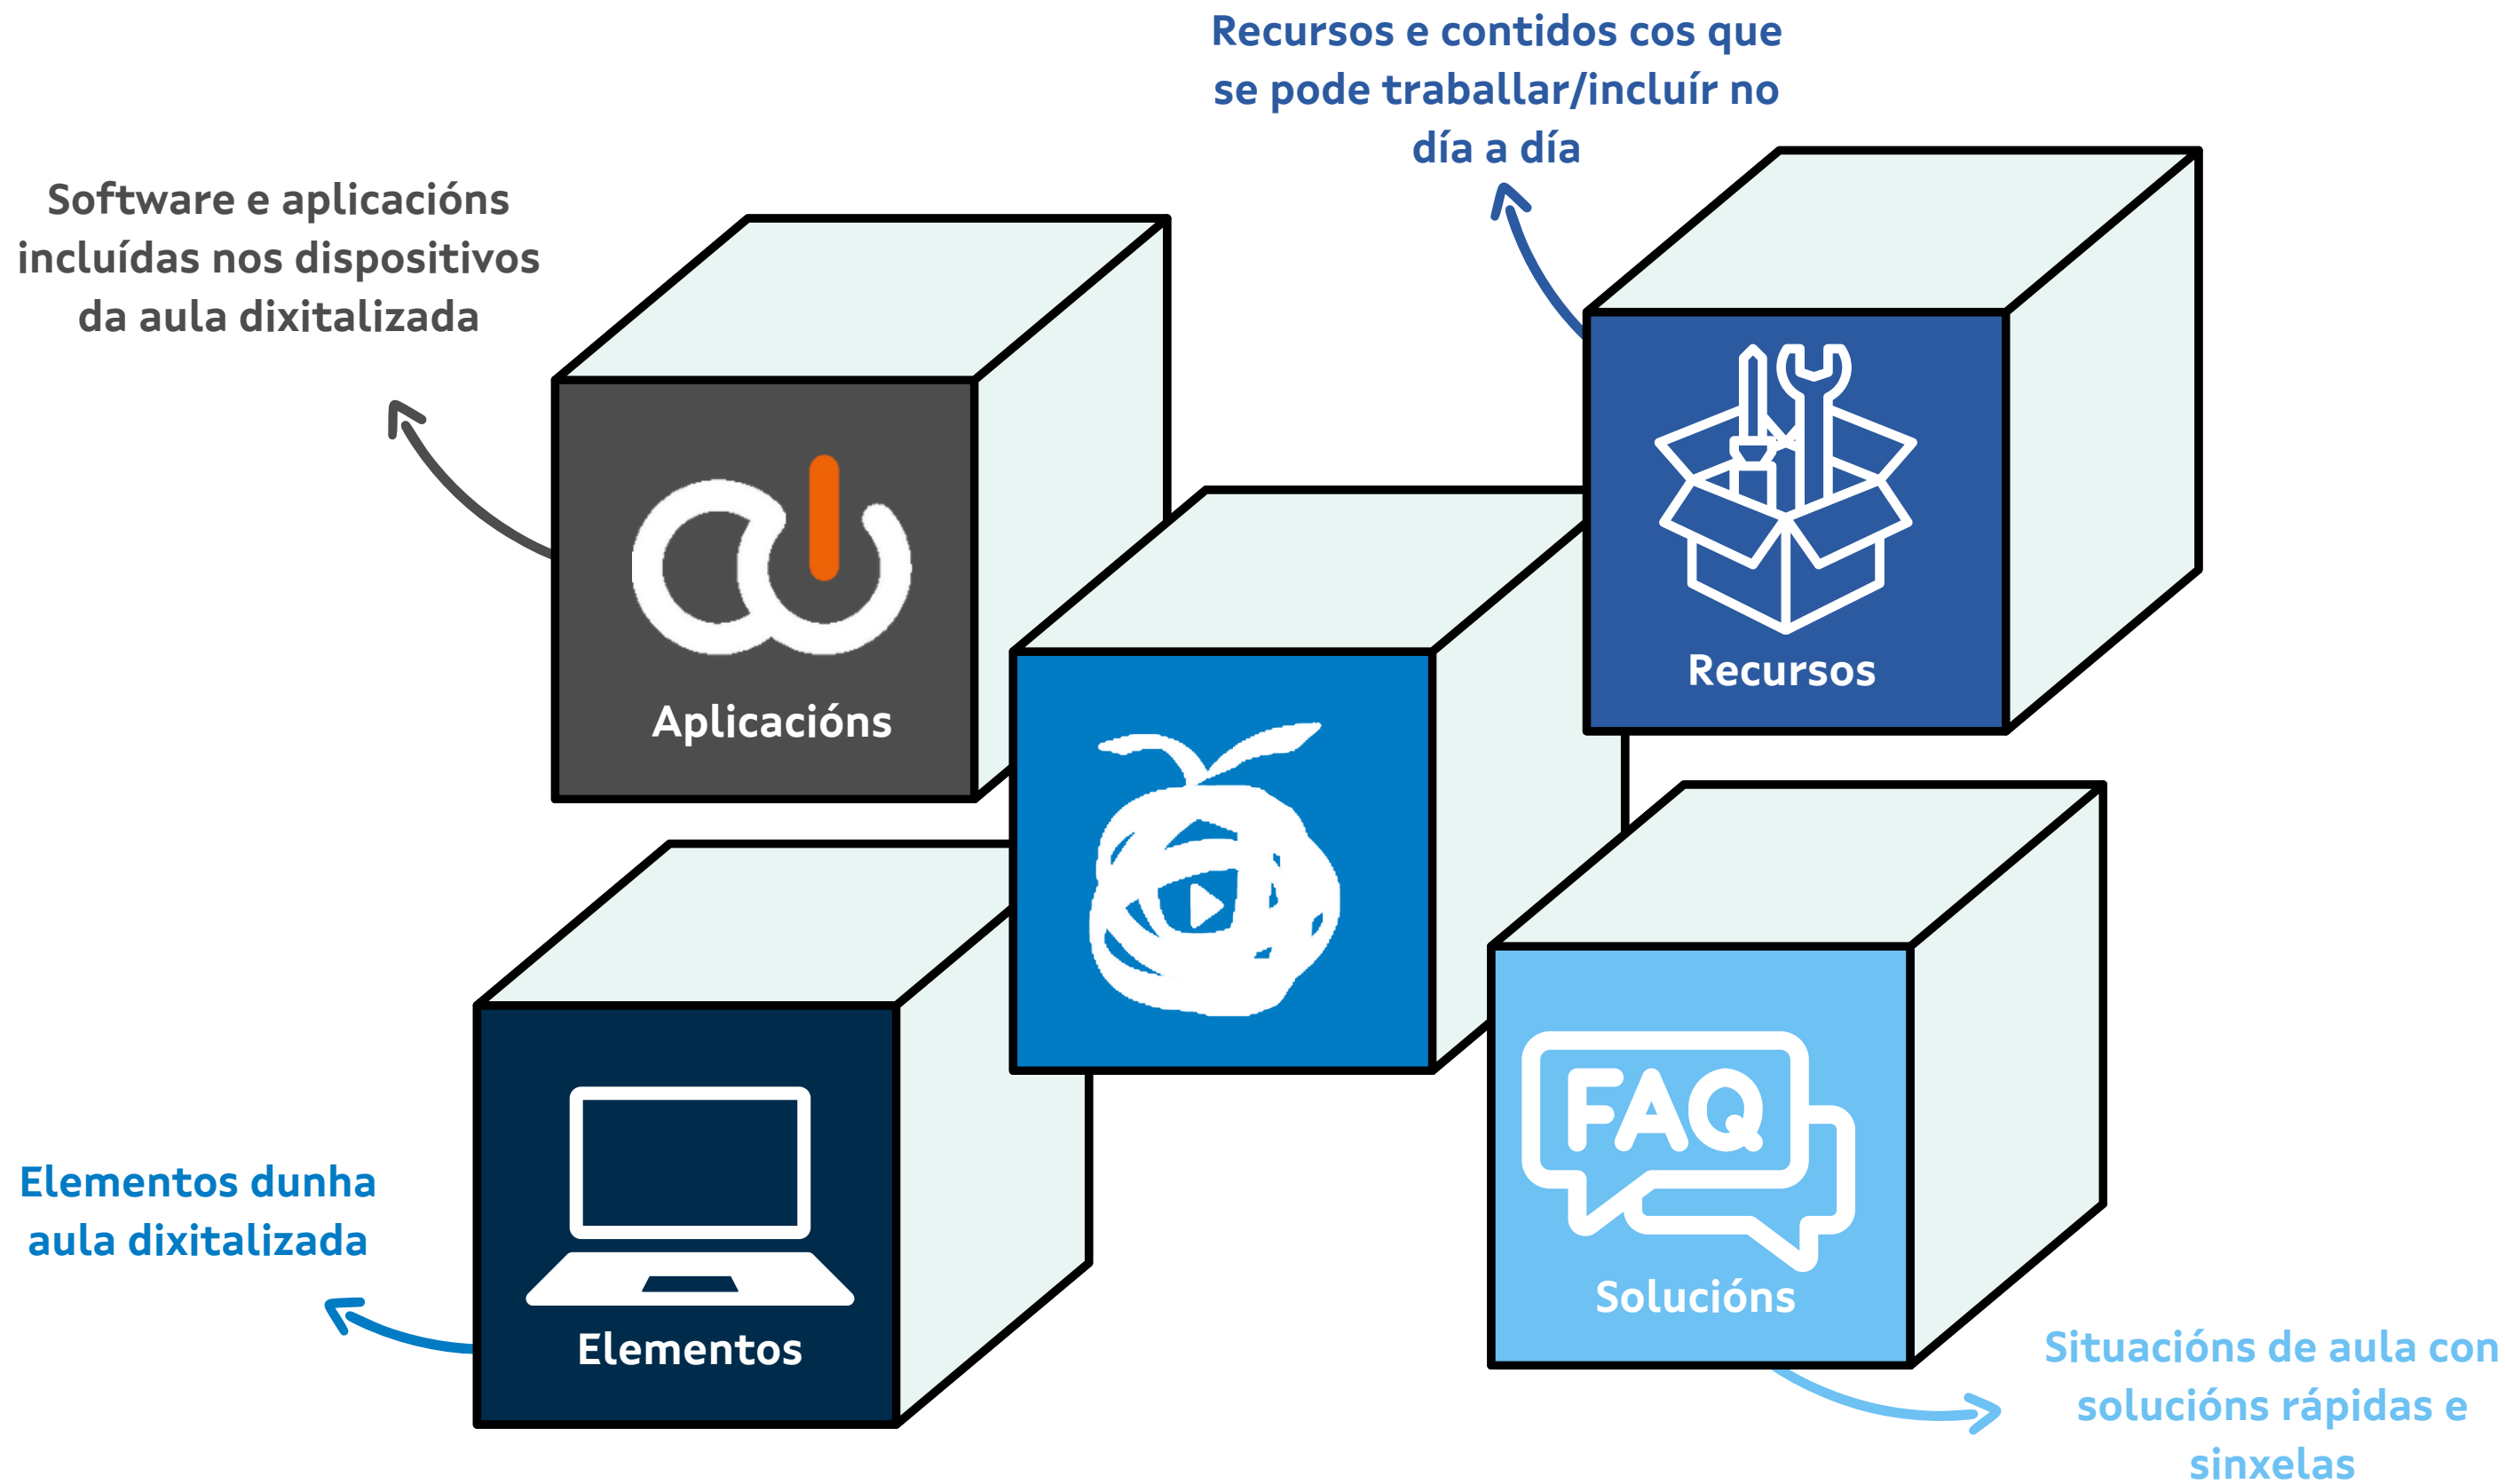 Recursos e contidos cos que
se pode traballar/incluír no
día a día
Software e aplicacións
incluídas nos dispositivos
da aula dixitalizada
Aplicacións
Recursos
Elementos dunha
aula dixitalizada
Elementos
FAQ
Solucións
Situacións de aula con
solucións rápidas e
sinxelas